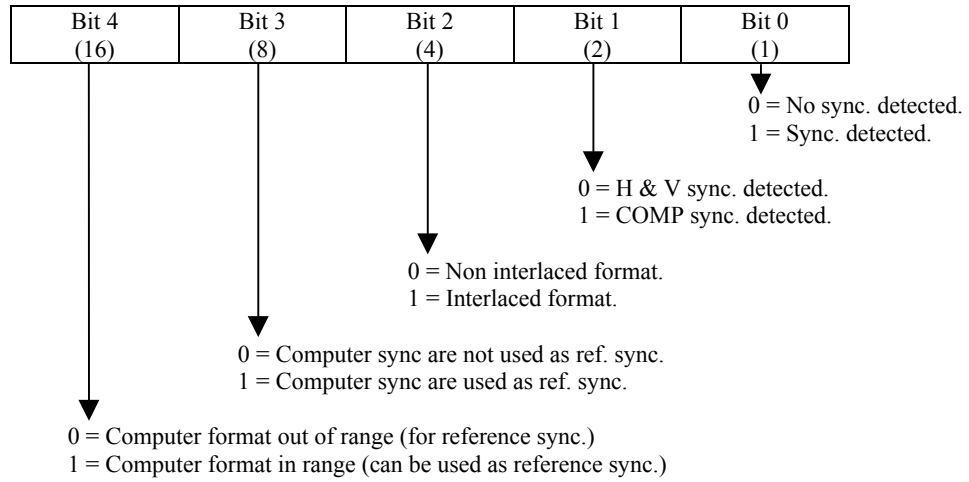 Bit 4 Bit 3 Bit 2 Bit 1 Bit 0
(16) (8) (4) (2) (1)
0 = No sync. detected.
1 = Sync. detected.
0 = H & V sync. detected.
1 = COMP sync. detected.
0 = Non interlaced format.
1 = Interlaced format.
0 = Computer sync are not used as ref. sync.
1 = Computer sync are used as ref. sync.
0 = Computer format out of range (for reference sync.)
1 = Computer format in range (can be used as reference sync.)